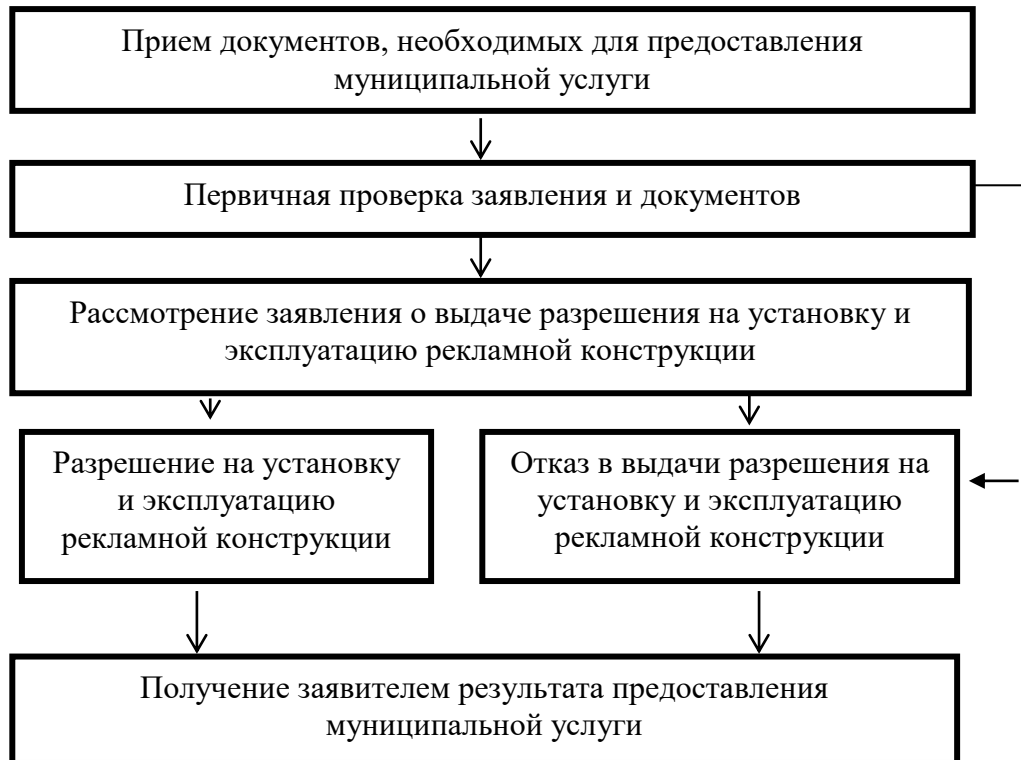 Прием документов, необходимых для предоставления
муниципальной услуги
Первичная проверка заявления и документов
Рассмотрение заявления о выдаче разрешения на установку и
эксплуатацию рекламной конструкции
Разрешение на установку
и эксплуатацию
рекламной конструкции
Отказ в выдачи разрешения на
установку и эксплуатацию
рекламной конструкции
Получение заявителем результата предоставления
муниципальной услуги